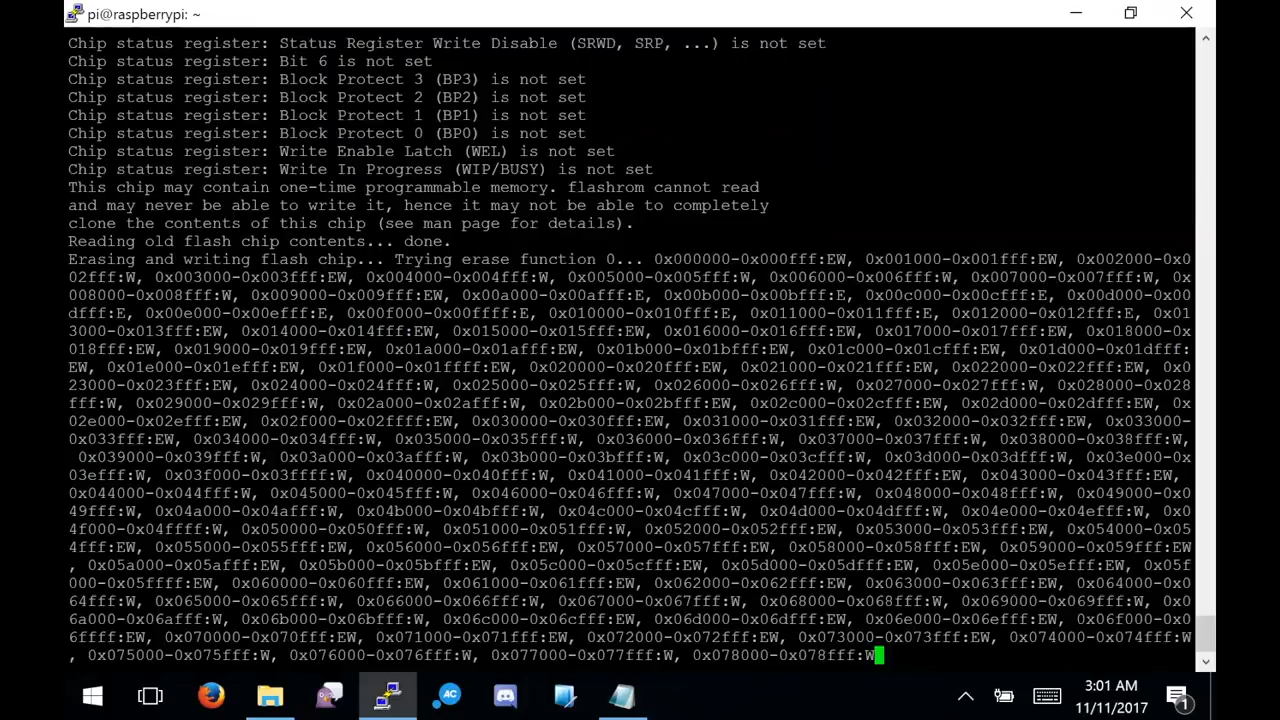 pi@raspberrypi: ~
Chip status register: Status Register Write Disable (SRWD, SRP, ...) is not set
Chip status register: Bit 6 is not set
Chip status register: Block Protect 3 (BP3) is not set
Chip status register: Block Protect 2 (BP2) is not set
Chip status register: Block Protect 1 (BP1) is not set
Chip status register: Block Protect 0 (BP0) is not set
Chip status register: Write Enable Latch (WEL) is not set
Chip status register: Write In Progress (WIP/BUSY) is not set
This chip may contain one-time programmable memory. flashrom cannot read
and may never be able to write it, hence it may not be able to completely
clone the contents of this chip (see man page for details).
Reading old flash chip contents... done.
Erasing and writing flash chip... Trying erase function 0... 0x000000-0x000fff:EW, 0x001000-0x001fff:EW, 0x002000-0x0
02fff:W, 0x003000-0x003fff:EW, 0x004000-0x004fff:W, 0x005000-0x005fff:W, 0x006000-0x006fff:W, 0x007000-0x007fff:W, 0x
008000-0x008fff:W, 0x009000-0x009fff:EW, 0x00a000-0x00afff:E, 0x00b000-0x00bfff:E, 0x00c000-0x00cfff:E, 0x00d000-0x00
dfff:E, 0x00e000-0x00efff:E, 0x00f000-0x00ffff:E, 0x010000-0x010fff:E, 0x011000-0x011fff:E, 0x012000-0x012fff:E, 0x01
3000-0x013fff:EW, 0x014000-0x014fff:EW, 0x015000-0x015fff:EW, 0x016000-0x016fff:EW, 0x017000-0x017fff:EW, 0x018000-0x
018fff:EW, 0x019000-0x019fff:EW, 0x01a000-0x01afff:EW, 0x01b000-0x01bfff:EW, 0x01c000-0x01cfff:EW, 0x01d000-0x01dfff:
EW, 0x01e000-0x01efff:EW, 0x01f000-0x01ffff:EW, 0x020000-0x020fff:EW, 0x021000-0x021fff:EW, 0x022000-0x022fff:EW, 0x0
23000-0x023fff:EW, 0x024000-0x024fff:W, 0x025000-0x025fff:W, 0x026000-0x026fff:W, 0x027000-0x027fff:W, 0x028000-0x028
fff:W, 0x029000-0x029fff:W, 0x02a000-0x02afff:W, 0x02b000-0x02bfff:EW, 0x02c000-0x02cfff:EW, 0x02d000-0x02dfff:EW, 0x
02e000-0x02efff:EW, 0x02f000-0x02ffff:EW, 0x030000-0x030fff:EW, 0x031000-0x031fff:EW, 0x032000-0x032fff:EW, 0x033000-
0x033fff:EW, 0x034000-0x034fff:W, 0x035000-0x035fff:W, 0x036000-0x036fff:W, 0x037000-0x037fff:W, 0x038000-0x038fff:W,
0x039000-0x039fff:W, 0x03a000-0x03afff:W, 0x03b000-0x03bfff:W, 0x03c000-0x03cfff:W, 0x03d000-0x03dfff:W, 0x03e000-0x0
03efff:W, 0x03f000-0x03ffff:W, 0x040000-0x040fff:W, 0x041000-0x041fff:W, 0x042000-0x042fff:EW, 0x043000-0x043fff:EW,
0x044000-0x044fff:W, 0x045000-0x045fff:W, 0x046000-0x046fff:W, 0x047000-0x047fff:W, 0x048000-0x048fff:W, 0x049000-0x0
49fff:W, 0x04a000-0x04afff:W, 0x04b000-0x04bfff:W, 0x04c000-0x04cfff:W, 0x04d000-0x04dfff:W, 0x04e000-0x04efff:W, 0x0
4f000-0x04ffff:W, 0x050000-0x050fff:W, 0x051000-0x051fff:W, 0x052000-0x052fff:EW, 0x053000-0x053fff:EW, 0x054000-0x05
4fff:EW, 0x055000-0x055fff:EW, 0x056000-0x056fff:EW, 0x057000-0x057fff:EW, 0x058000-0x058fff:EW, 0x059000-0x059fff:EW
, 0x05a000-0x05afff:EW, 0x05b000-0x05bfff:EW, 0x05c000-0x05cfff:EW, 0x05d000-0x05dfff:EW, 0x05e000-0x05efff:EW, 0x05f
000-0x05ffff:EW, 0x060000-0x060fff:EW, 0x061000-0x061fff:EW, 0x062000-0x062fff:EW, 0x063000-0x063fff:EW, 0x064000-0x0
64fff:W, 0x065000-0x065fff:W, 0x066000-0x066fff:W, 0x067000-0x067fff:W, 0x068000-0x068fff:W, 0x069000-0x069fff:W, 0x0
6a000-0x06afff:W, 0x06b000-0x06bfff:W, 0x06c000-0x06cfff:EW, 0x06d000-0x06dfff:EW, 0x06e000-0x06efff:EW, 0x06f000-0x0
6ffff:EW, 0x070000-0x070fff:EW, 0x071000-0x071fff:EW, 0x072000-0x072fff:EW, 0x073000-0x073fff:EW, 0x074000-0x074fff:W
, 0x075000-0x075fff:W, 0x076000-0x076fff:W, 0x077000-0x077fff:W, 0x078000-0x078fff:W
AC
3:01 AM
11/11/2017
1